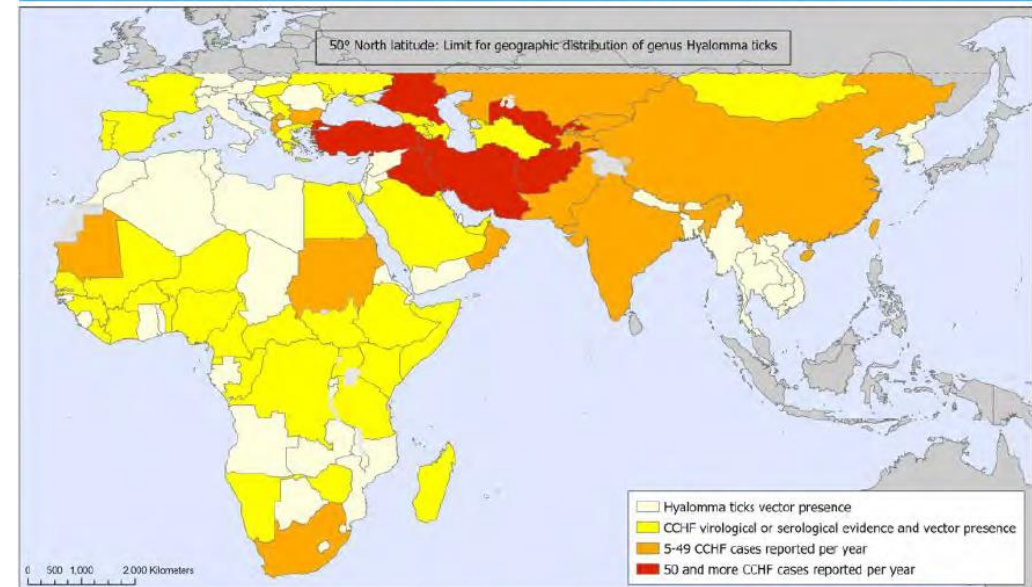 50° North latitude: Limit for geographic distribution of genus Hyalomma ticks
Hyalomma ticks vector presence
CCHF virological or serological evidence and vector presence
5-49 CCHF cases reported per year
50 and more CCHF cases reported per year
0 500 1,000 2,000 Kilometers